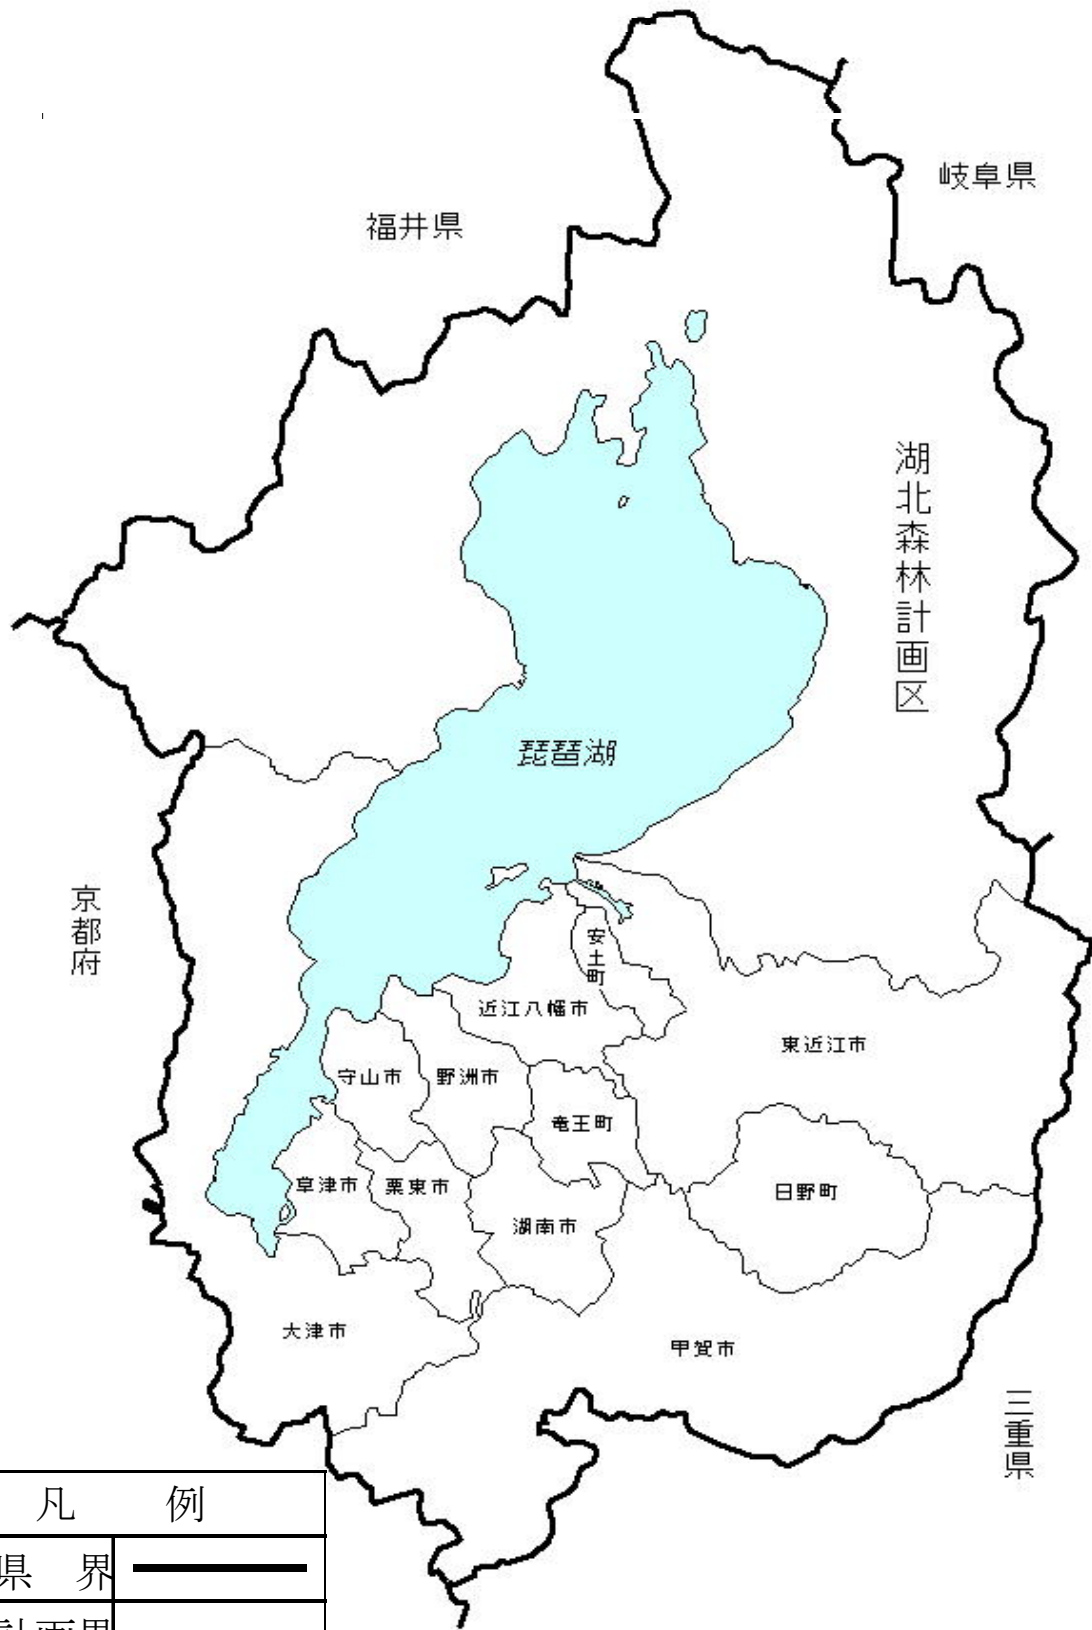 岐阜県
福井県
湖北森林計画区
琵琶湖
京都府
安土町
近江八幡市
東近江市
守山市
野洲市
竜王町
草津市
栗東市
日野町
湖南市
大津市
甲賀市
三重県
凡 例
県 界
計画界